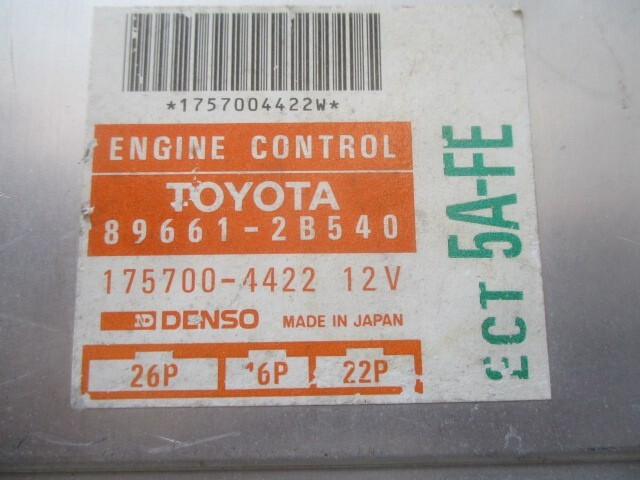 *1757004422W*
ENGINE CONTROL
TOYOTA
89661-2B540
175700-4422 12V
ND DENSO MADE IN JAPAN
26P 16P 22P
ECT 5A-FE